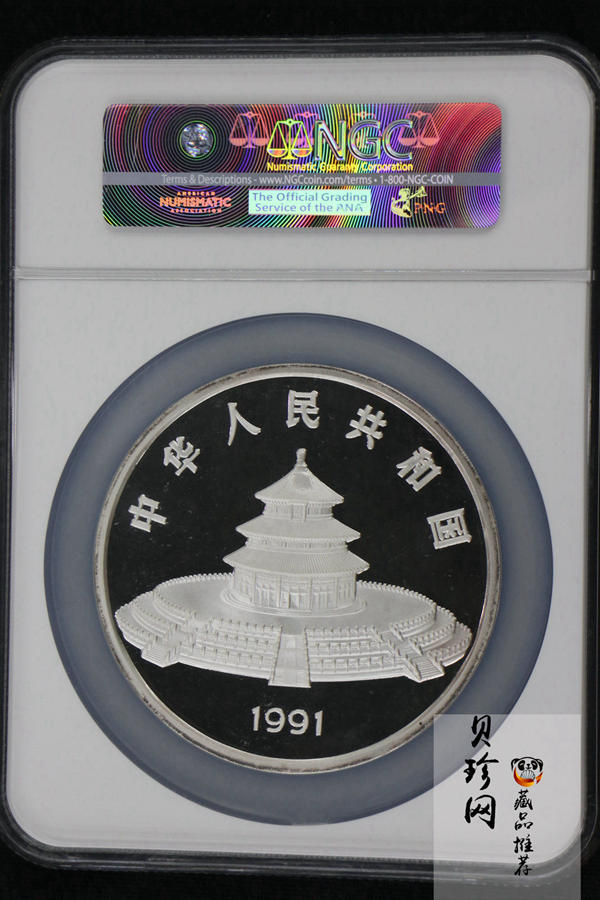 NGC
Numismatic Guaranty Corporation
Terms & Descriptions - www.NGCcoin.com/terms • 1-800-NGC-COIN
AMERICAN
NUMISMATIC
ASSOCIATION
The Official Grading
Service of the ANA
PNG
中华人民共和国
1991
贝珍网
藏品推荐